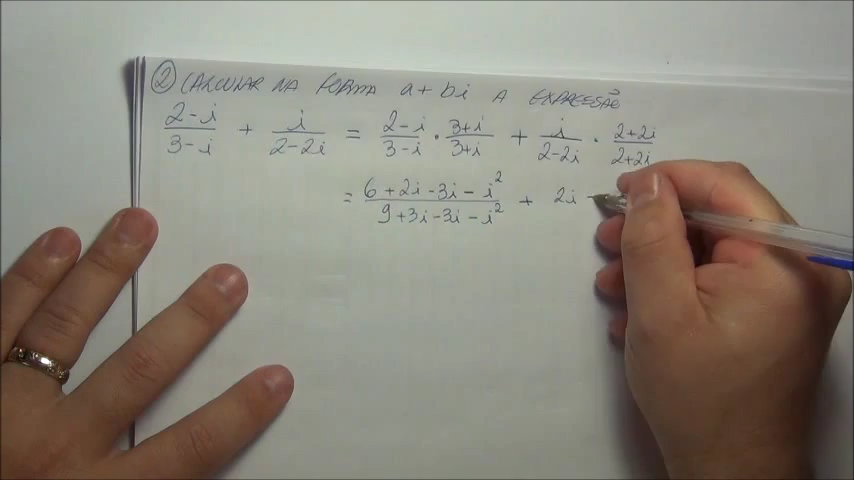 ② CALCULAR NA FORMA a + bi A EXPRESSÃO
(2-i)/(3-i) + i/(2-2i) = (2-i)/(3-i) · (3+i)/(3+i) + i/(2-2i) · (2+2i)/(2+2i)
= (6+2i-3i-i²)/(9+3i-3i-i²) + 2i